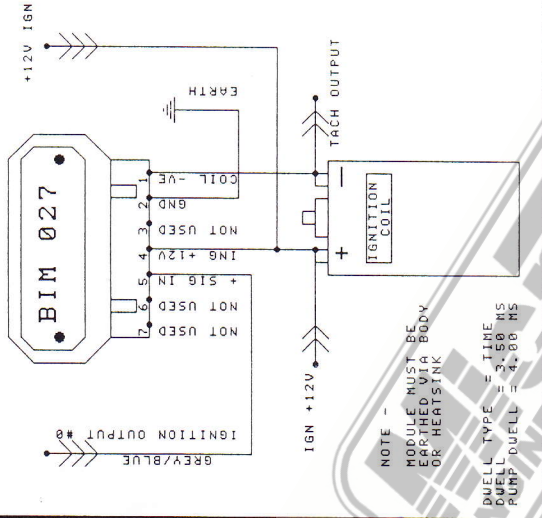 +12V IGN
BIM 027
7 6 5 4 3 2 1
NOT USED
NOT USED
+ SIG IN
ING +12V
NOT USED
GND
COIL -VE
EARTH
GREY/BLUE
IGNITION OUTPUT #0
TACH OUTPUT
IGN +12V
+ −
IGNITION
COIL
NOTE -
MODULE MUST BE
EARTHED VIA BODY
OR HEATSINK
DWELL TYPE = TIME
DWELL = 3.50 MS
PUMP DWELL = 4.00 MS